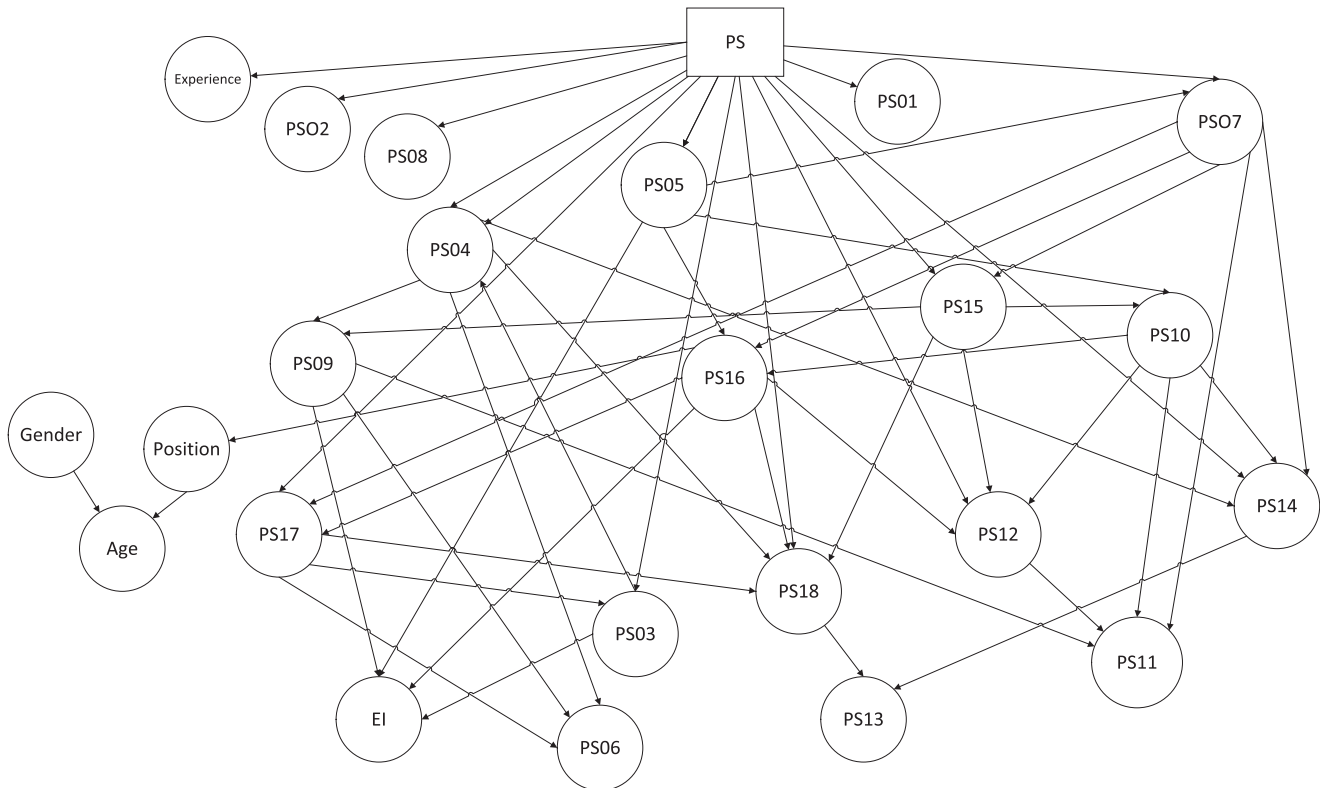 PS
Experience
PSO2
PS08
PS01
PSO7
PS05
PS04
PS15
PS10
PS09
PS16
Gender
Position
PS17
Age
PS12
PS14
PS18
PS03
PS11
EI
PS13
PS06